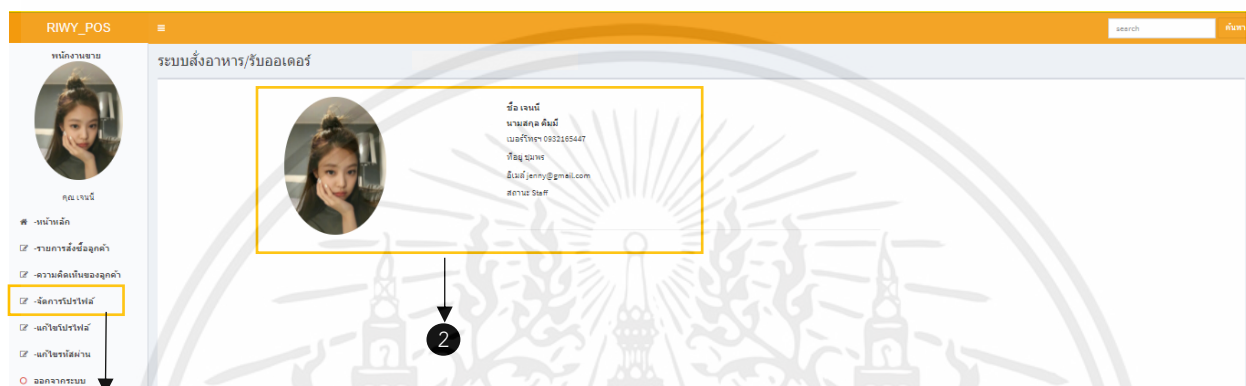 RIWY_POS
search
ค้นหา
พนักงานขาย
ระบบสั่งอาหาร/รับออเดอร์
ชื่อ เจนนี่
นามสกุล คิมมี่
เบอร์โทรฯ 0932165447
ที่อยู่ ชุมพร
อีเมล์ jenny@gmail.com
สถานะ Staff
คุณ เจนนี่
-หน้าหลัก
-รายการสั่งซื้อลูกค้า
-ความคิดเห็นของลูกค้า
-จัดการโปรไฟล์
-แก้ไขโปรไฟล์
-แก้ไขรหัสผ่าน
ออกจากระบบ
2